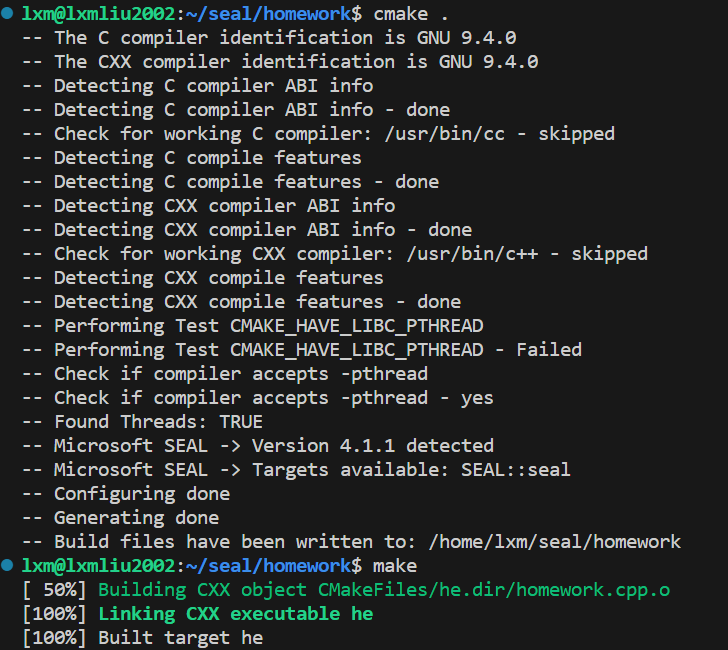 lxm@lxmliu2002:~/seal/homework$ cmake .
-- The C compiler identification is GNU 9.4.0
-- The CXX compiler identification is GNU 9.4.0
-- Detecting C compiler ABI info
-- Detecting C compiler ABI info - done
-- Check for working C compiler: /usr/bin/cc - skipped
-- Detecting C compile features
-- Detecting C compile features - done
-- Detecting CXX compiler ABI info
-- Detecting CXX compiler ABI info - done
-- Check for working CXX compiler: /usr/bin/c++ - skipped
-- Detecting CXX compile features
-- Detecting CXX compile features - done
-- Performing Test CMAKE_HAVE_LIBC_PTHREAD
-- Performing Test CMAKE_HAVE_LIBC_PTHREAD - Failed
-- Check if compiler accepts -pthread
-- Check if compiler accepts -pthread - yes
-- Found Threads: TRUE
-- Microsoft SEAL -> Version 4.1.1 detected
-- Microsoft SEAL -> Targets available: SEAL::seal
-- Configuring done
-- Generating done
-- Build files have been written to: /home/lxm/seal/homework
lxm@lxmliu2002:~/seal/homework$ make
[ 50%] Building CXX object CMakeFiles/he.dir/homework.cpp.o
[100%] Linking CXX executable he
[100%] Built target he